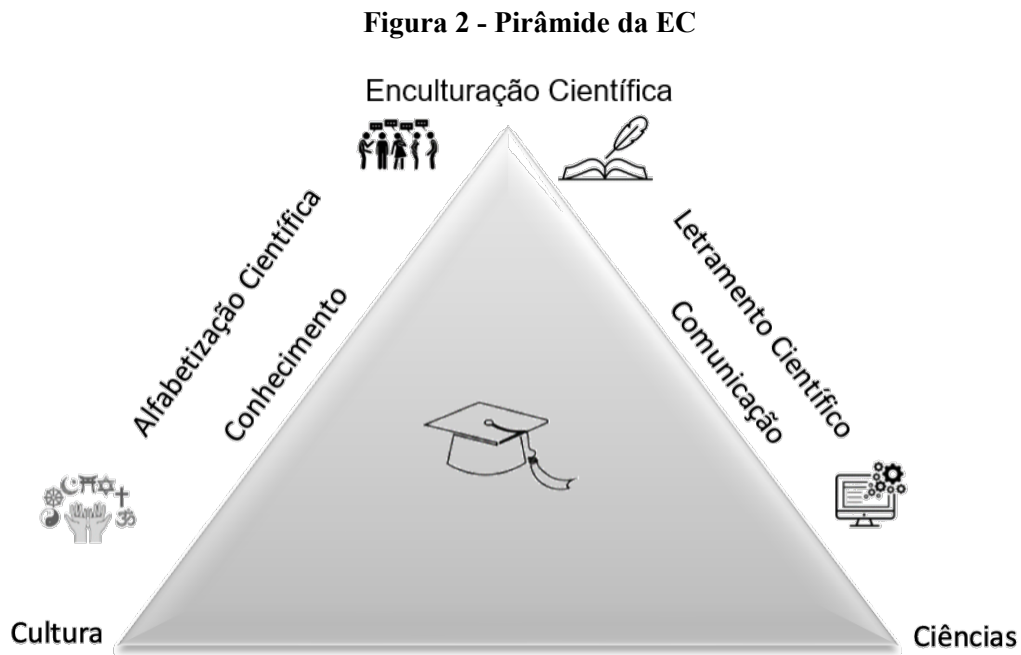 Figura 2 - Pirâmide da EC
Enculturação Científica
Alfabetização Científica
Conhecimento
Letramento Científico
Comunicação
Cultura
Ciências